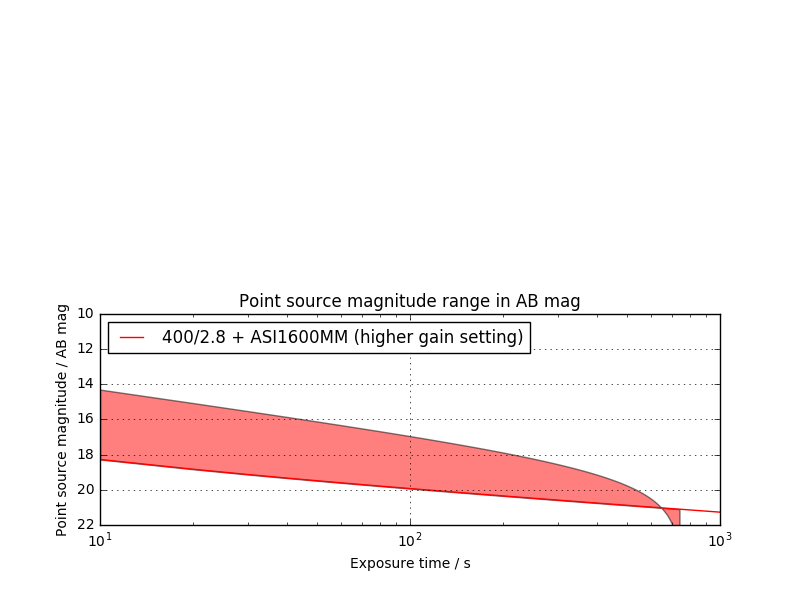 Point source magnitude range in AB mag
Point source magnitude / AB mag
400/2.8 + ASI1600MM (higher gain setting)
10
12
14
16
18
20
22
10¹
10²
10³
Exposure time / s